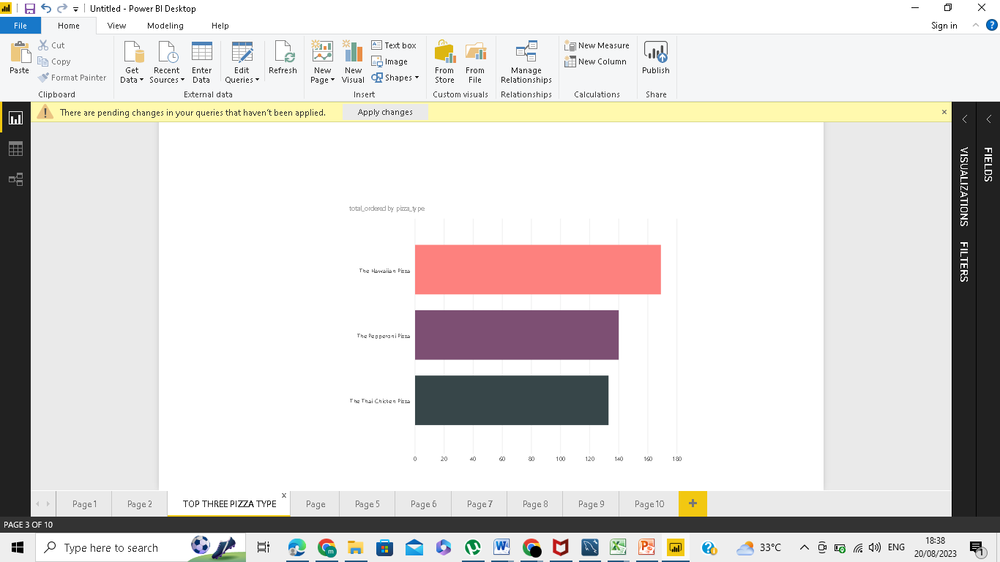 Untitled - Power BI Desktop
File Home View Modeling Help Sign in
Paste
Cut
Copy
Format Painter
Clipboard
Get Data
Recent Sources
Enter Data
Edit Queries
Refresh
External data
New Page
New Visual
Text box
Image
Shapes
Insert
From Store
From File
Custom visuals
Manage Relationships
Relationships
New Measure
New Column
Calculations
Publish
Share
There are pending changes in your queries that haven't been applied. Apply changes
VISUALIZATIONS
FILTERS
FIELDS
total_ordered by pizza_type
The Hawaiian Pizza
The Pepperoni Pizza
The Thai Chicken Pizza
0 20 40 60 80 100 120 140 160 180
Page 1 Page 2 TOP THREE PIZZA TYPE Page Page 5 Page 6 Page 7 Page 8 Page 9 Page 10
PAGE 3 OF 10
Type here to search
33°C
ENG
18:38
20/08/2023
1